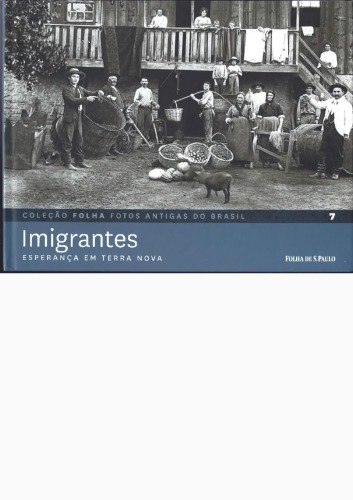 COLEÇÃO FOLHA FOTOS ANTIGAS DO BRASIL 7
Imigrantes
ESPERANÇA EM TERRA NOVA
FOLHA DE S.PAULO